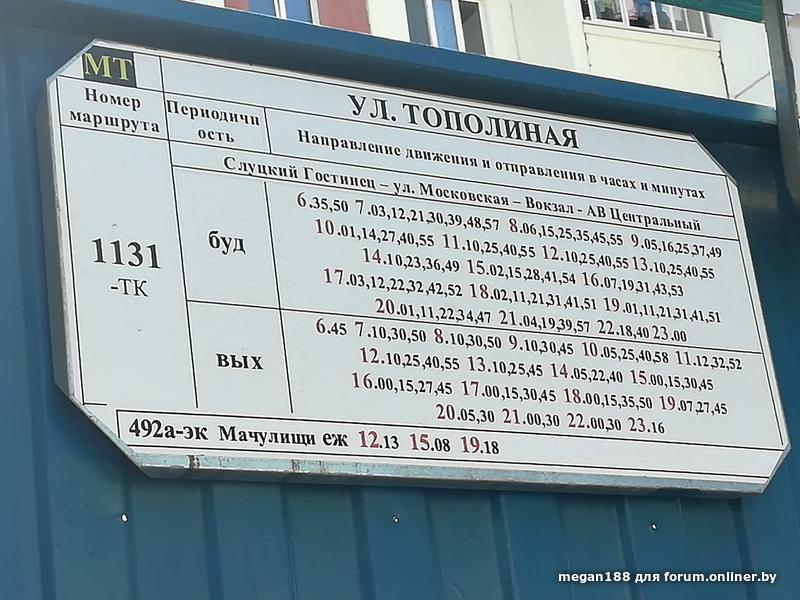 МТ
УЛ. ТОПОЛИНАЯ
Номер маршрута
Периодичн
ость
Направление движения и отправления в часах и минутах
Слуцкий Гостинец – ул. Московская – Вокзал - АВ Центральный
1131
-ТК
буд
6.35,50 7.03,12,21,30,39,48,57 8.06,15,25,35,45,55 9.05,16,25,37,49
10.01,14,27,40,55 11.10,25,40,55 12.10,25,40,55 13.10,25,40,55
14.10,23,36,49 15.02,15,28,41,54 16.07,19,31,43,53
17.03,12,22,32,42,52 18.02,11,21,31,41,51 19.01,11,21,31,41,51
20.01,11,22,34,47 21.04,19,39,57 22.18,40 23.00
вых
6.45 7.10,30,50 8.10,30,50 9.10,30,45 10.05,25,40,58 11.12,32,52
12.10,25,40,55 13.10,25,45 14.05,22,40 15.00,15,30,45
16.00,15,27,45 17.00,15,30,45 18.00,15,35,50 19.07,27,45
20.05,30 21.00,30 22.00,30 23.16
492а-эк Мачулищи еж 12.13 15.08 19.18
megan188 для forum.onliner.by